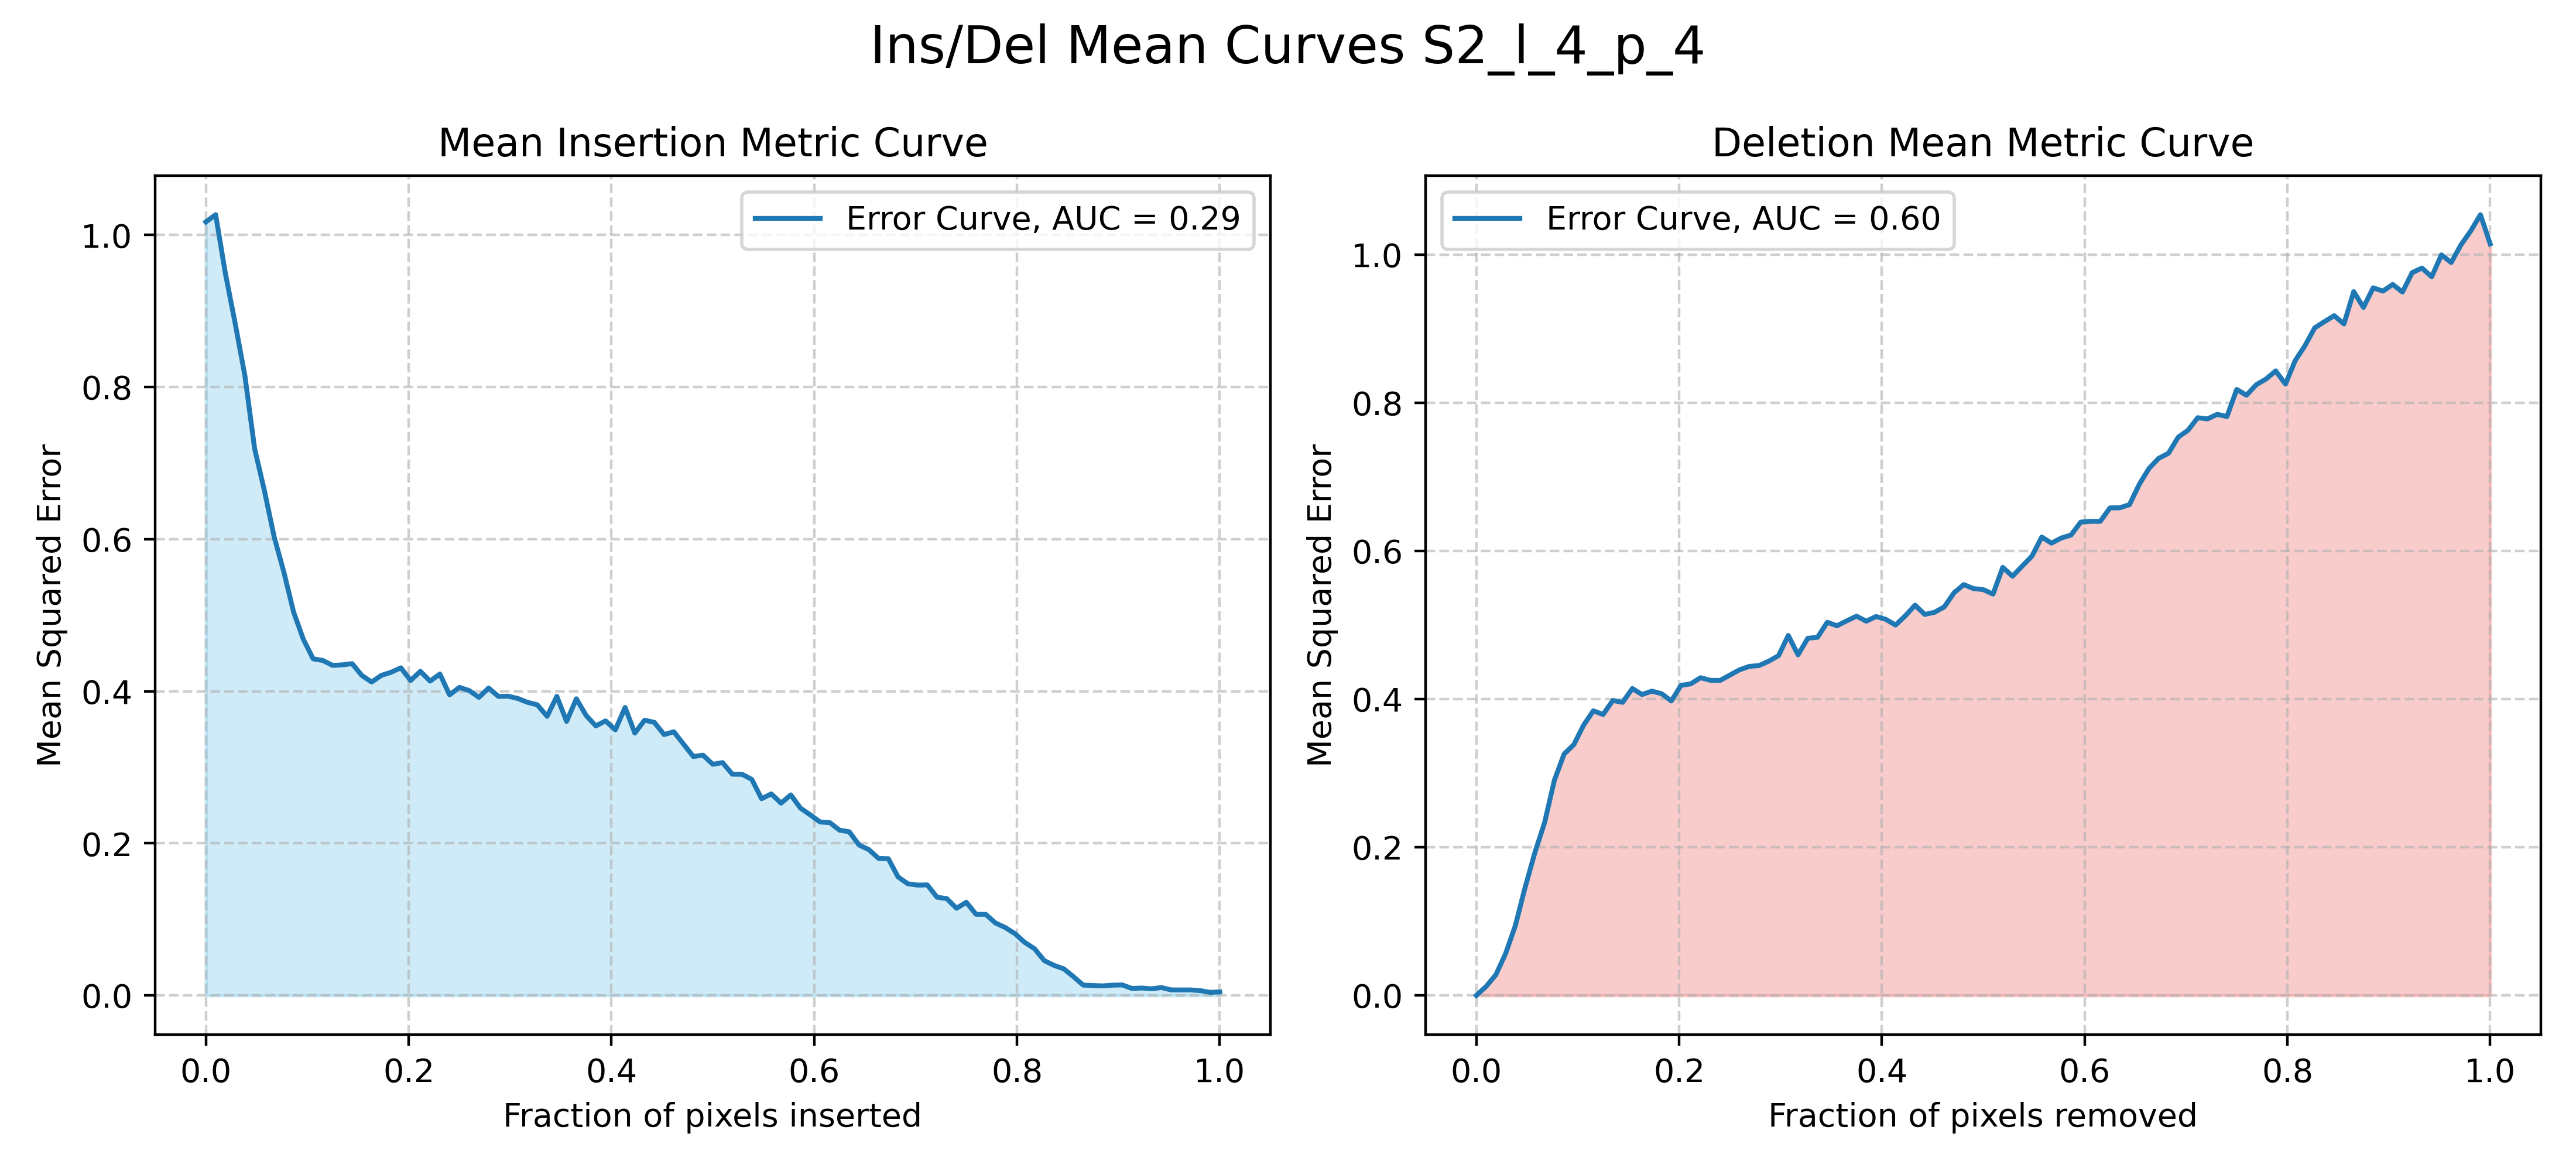 Ins/Del Mean Curves S2_l_4_p_4
Mean Insertion Metric Curve
Error Curve, AUC = 0.29
Mean Squared Error
1.0
0.8
0.6
0.4
0.2
0.0
0.0 0.2 0.4 0.6 0.8 1.0
Fraction of pixels inserted
Deletion Mean Metric Curve
Error Curve, AUC = 0.60
Mean Squared Error
1.0
0.8
0.6
0.4
0.2
0.0
0.0 0.2 0.4 0.6 0.8 1.0
Fraction of pixels removed